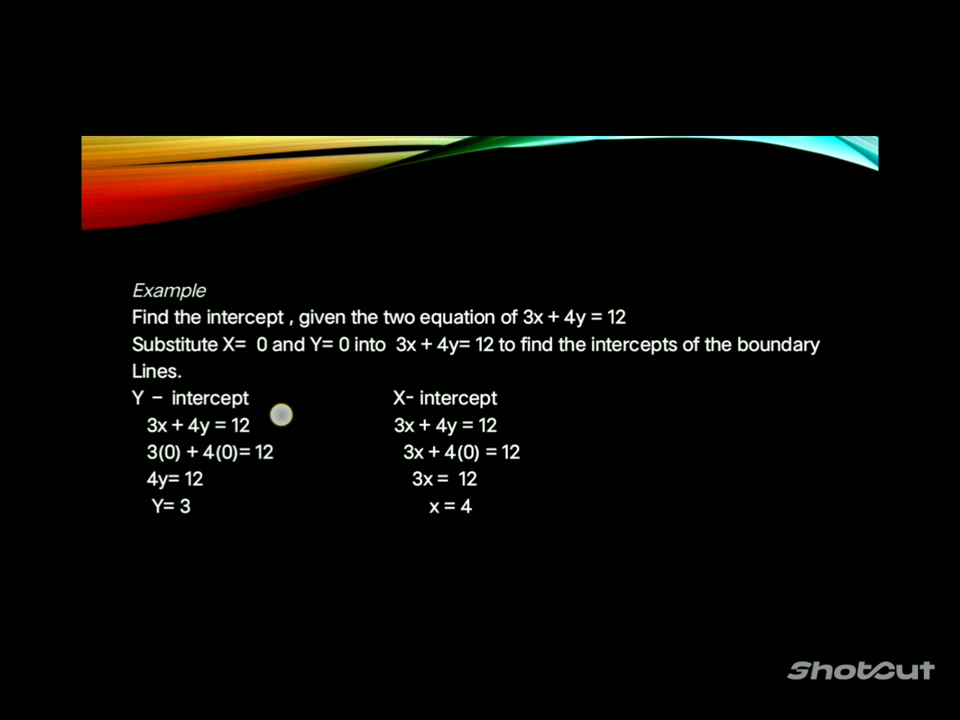 Example
Find the intercept , given the two equation of 3x + 4y = 12
Substitute X= 0 and Y= 0 into 3x + 4y= 12 to find the intercepts of the boundary
Lines.
Y – intercept X- intercept
3x + 4y = 12 3x + 4y = 12
3(0) + 4(0)= 12 3x + 4(0) = 12
4y= 12 3x = 12
Y= 3 x = 4
Shotcut